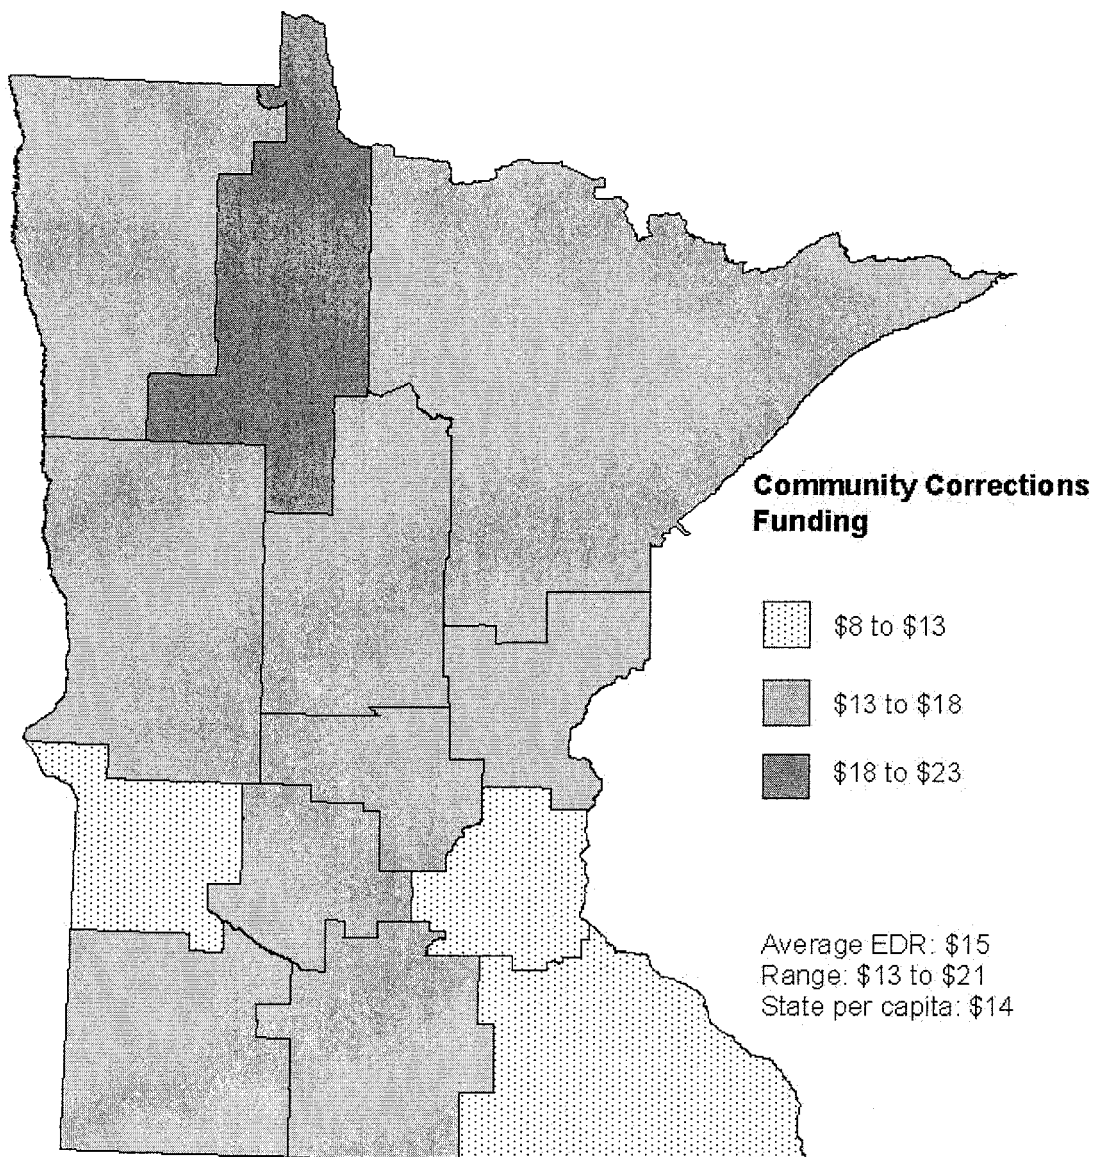 Community Corrections
Funding
$8 to $13
$13 to $18
$18 to $23
Average EDR: $15
Range: $13 to $21
State per capita: $14